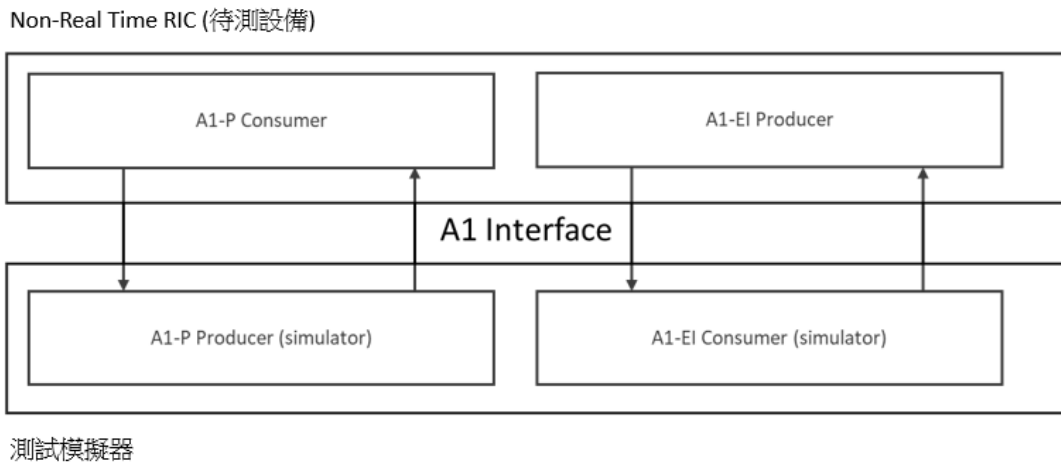 Non-Real Time RIC (待測設備)
A1-P Consumer
A1-EI Producer
A1 Interface
A1-P Producer (simulator)
A1-EI Consumer (simulator)
測試模擬器